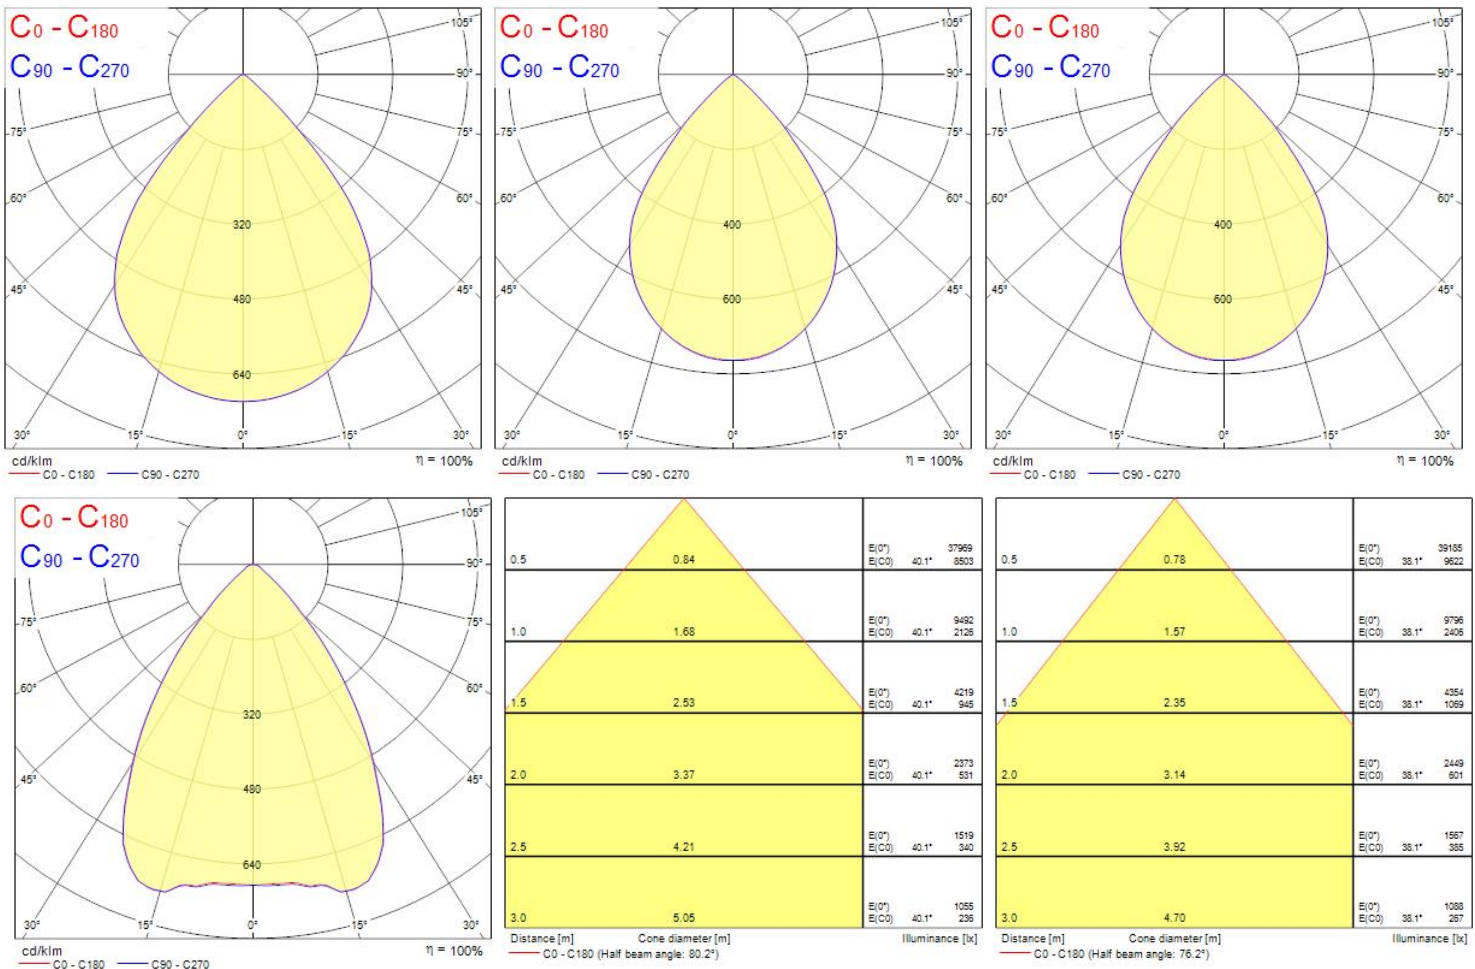 C0 - C180
C90 - C270
105°
90°
75°
75°
60°
60°
45°
45°
320
480
640
30°
15°
0°
15°
30°
cd/klm
η = 100%
C0 - C180
C90 - C270
C0 - C180
C90 - C270
105°
90°
75°
75°
60°
60°
45°
45°
400
600
30°
15°
0°
15°
30°
cd/klm
η = 100%
C0 - C180
C90 - C270
C0 - C180
C90 - C270
105°
90°
75°
75°
60°
60°
45°
45°
400
600
30°
15°
0°
15°
30°
cd/klm
η = 100%
C0 - C180
C90 - C270
C0 - C180
C90 - C270
105°
90°
75°
75°
60°
60°
45°
45°
320
480
640
30°
15°
0°
15°
30°
cd/klm
η = 100%
C0 - C180
C90 - C270
E(0°) 37969
0.5 0.84 E(C0) 40.1° 8503
E(0°) 9492
1.0 1.68 E(C0) 40.1° 2126
E(0°) 4219
1.5 2.53 E(C0) 40.1° 945
E(0°) 2373
2.0 3.37 E(C0) 40.1° 531
E(0°) 1519
2.5 4.21 E(C0) 40.1° 340
E(0°) 1055
3.0 5.05 E(C0) 40.1° 236
Distance [m] Cone diameter [m] Illuminance [lx]
C0 - C180 (Half beam angle: 80.2°)
E(0°) 39185
0.5 0.78 E(C0) 38.1° 9622
E(0°) 9796
1.0 1.57 E(C0) 38.1° 2405
E(0°) 4354
1.5 2.35 E(C0) 38.1° 1069
E(0°) 2449
2.0 3.14 E(C0) 38.1° 601
E(0°) 1567
2.5 3.92 E(C0) 38.1° 385
E(0°) 1088
3.0 4.70 E(C0) 38.1° 267
Distance [m] Cone diameter [m] Illuminance [lx]
C0 - C180 (Half beam angle: 76.2°)